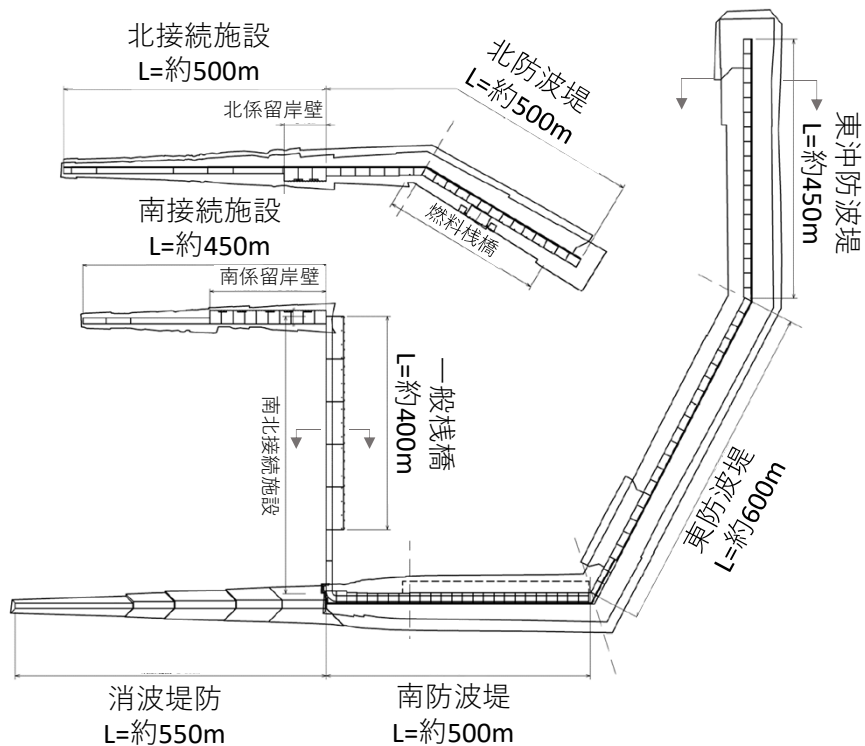 北接続施設
L=約500m
北係留岸壁
北防波堤
L=約500m
東沖防波堤
L=約450m
南接続施設
L=約450m
南係留岸壁
燃料桟橋
一般桟橋
L=約400m
南北接続施設
東防波堤
L=約600m
消波堤防
L=約550m
南防波堤
L=約500m